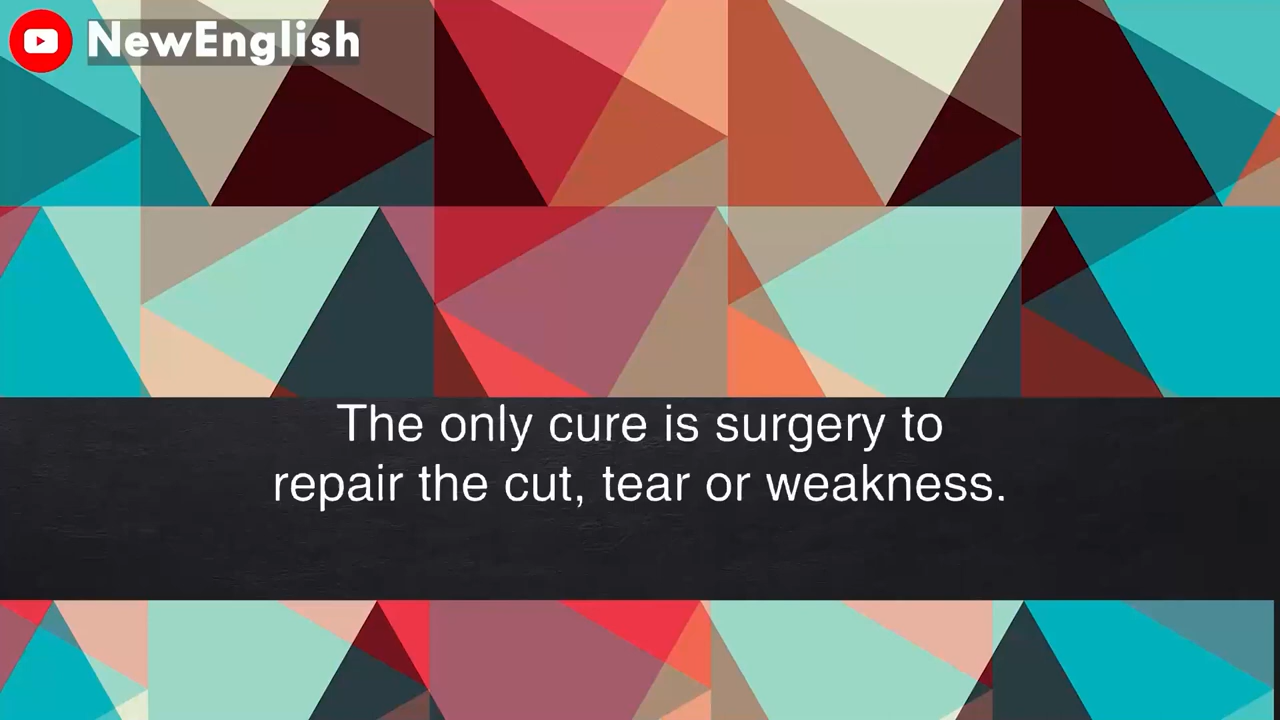 NewEnglish
The only cure is surgery to
repair the cut, tear or weakness.